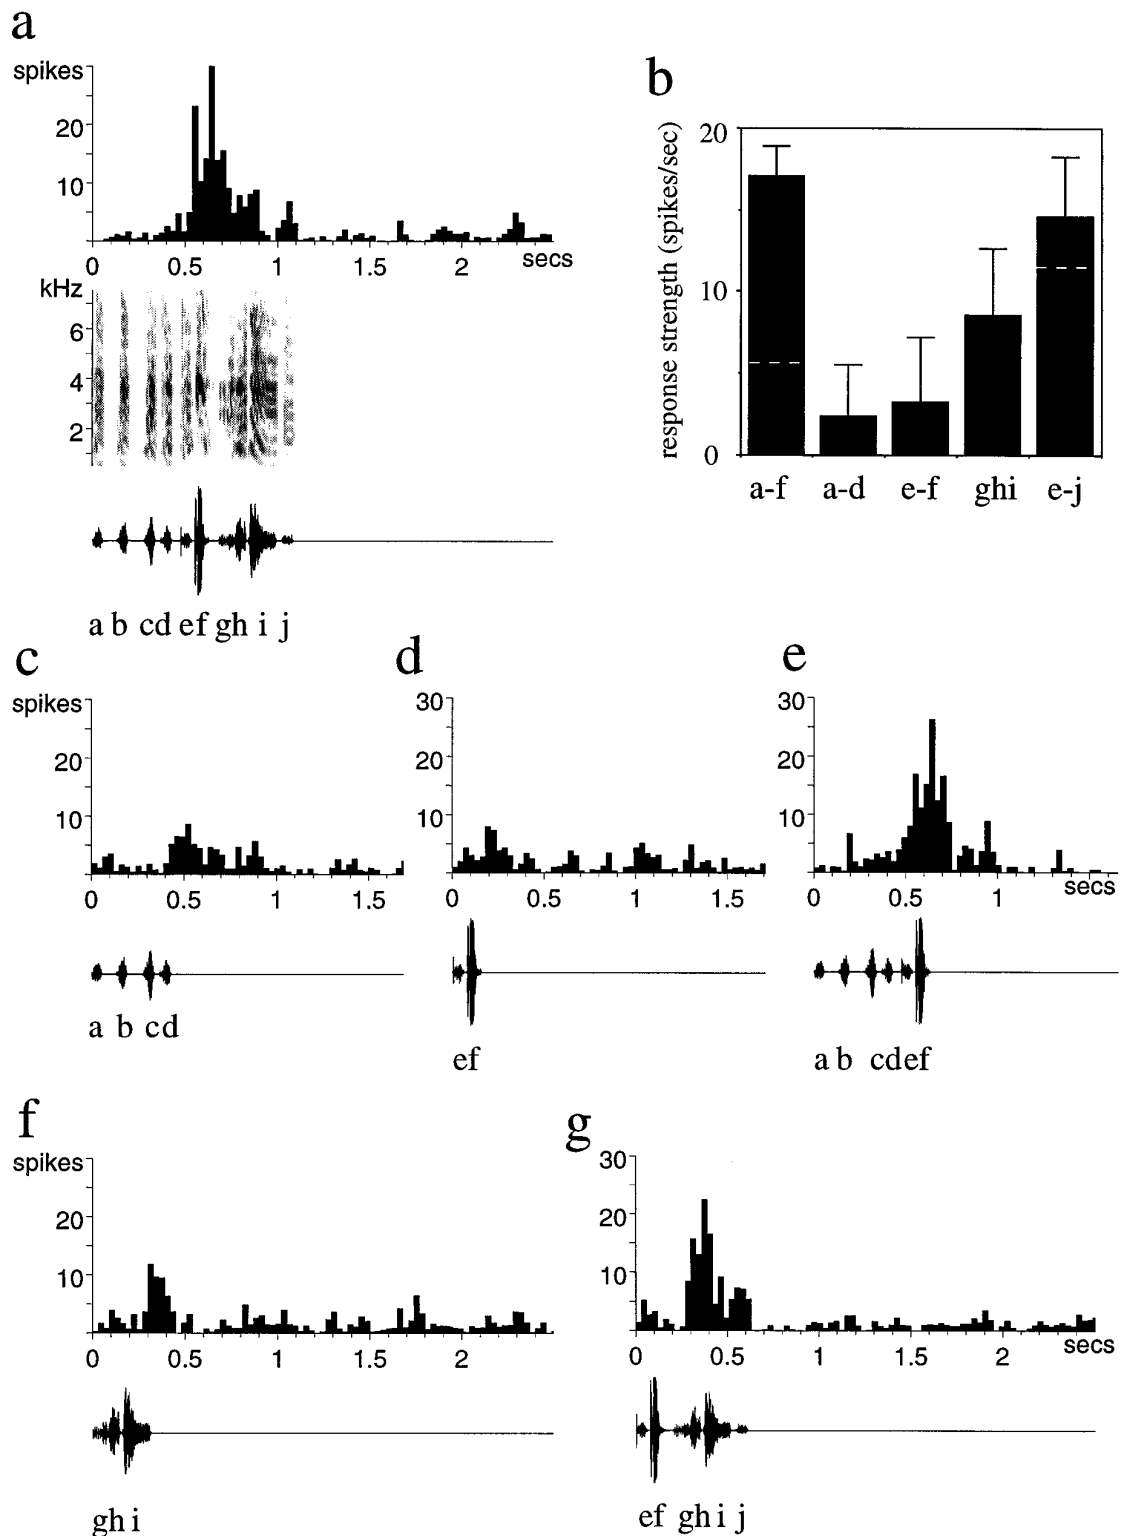 a
spikes
20
10
0 0.5 1 1.5 2 secs
kHz
6
4
2
a b cd ef gh i j
b
response strength (spikes/sec)
20
10
0
a-f a-d e-f ghi e-j
c
spikes
20
10
0 0.5 1 1.5
a b cd
d
30
20
10
0 0.5 1 1.5
ef
e
30
20
10
0 0.5 1 secs
a b cdef
f
spikes
20
10
0 0.5 1 1.5 2
gh i
g
30
20
10
0 0.5 1 1.5 2 secs
ef gh i j